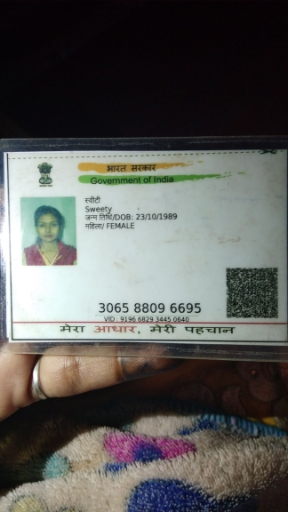 भारत सरकार
Government of India
स्वीटी
Sweety
जन्म तिथि/DOB: 23/10/1989
महिला/ FEMALE
3065 8809 6695
VID : 9196 6829 3445 0640
मेरा आधार, मेरी पहचान